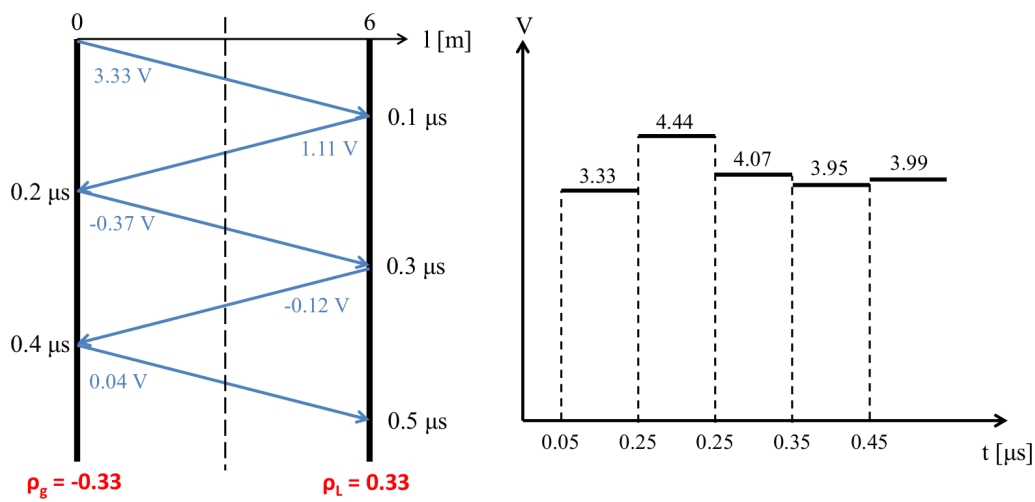 0
6
l [m]
3.33 V
0.1 μs
1.11 V
0.2 μs
-0.37 V
0.3 μs
-0.12 V
0.4 μs
0.04 V
0.5 μs
ρg = -0.33
ρL = 0.33
V
3.33
4.44
4.07
3.95
3.99
0.05
0.25
0.25
0.35
0.45
t [μs]